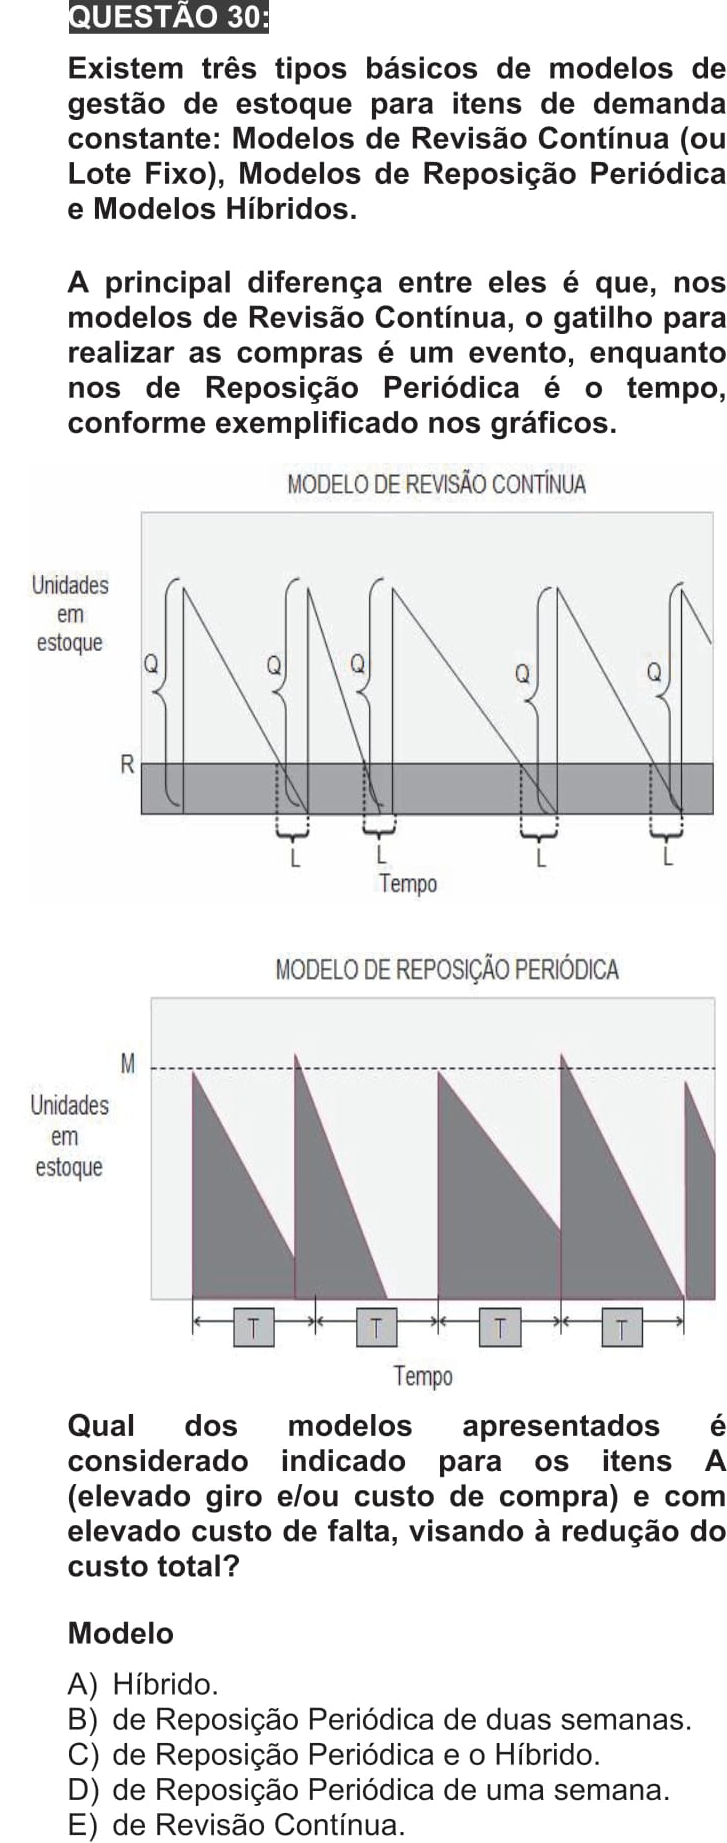 QUESTÃO 30:
Existem três tipos básicos de modelos de
gestão de estoque para itens de demanda
constante: Modelos de Revisão Contínua (ou
Lote Fixo), Modelos de Reposição Periódica
e Modelos Híbridos.
A principal diferença entre eles é que, nos
modelos de Revisão Contínua, o gatilho para
realizar as compras é um evento, enquanto
nos de Reposição Periódica é o tempo,
conforme exemplificado nos gráficos.
MODELO DE REVISÃO CONTÍNUA
Unidades
em
estoque
Q Q Q Q Q
R
L L L L
Tempo
MODELO DE REPOSIÇÃO PERIÓDICA
M
Unidades
em
estoque
T T T T
Tempo
Qual dos modelos apresentados é
considerado indicado para os itens A
(elevado giro e/ou custo de compra) e com
elevado custo de falta, visando à redução do
custo total?
Modelo
A) Híbrido.
B) de Reposição Periódica de duas semanas.
C) de Reposição Periódica e o Híbrido.
D) de Reposição Periódica de uma semana.
E) de Revisão Contínua.